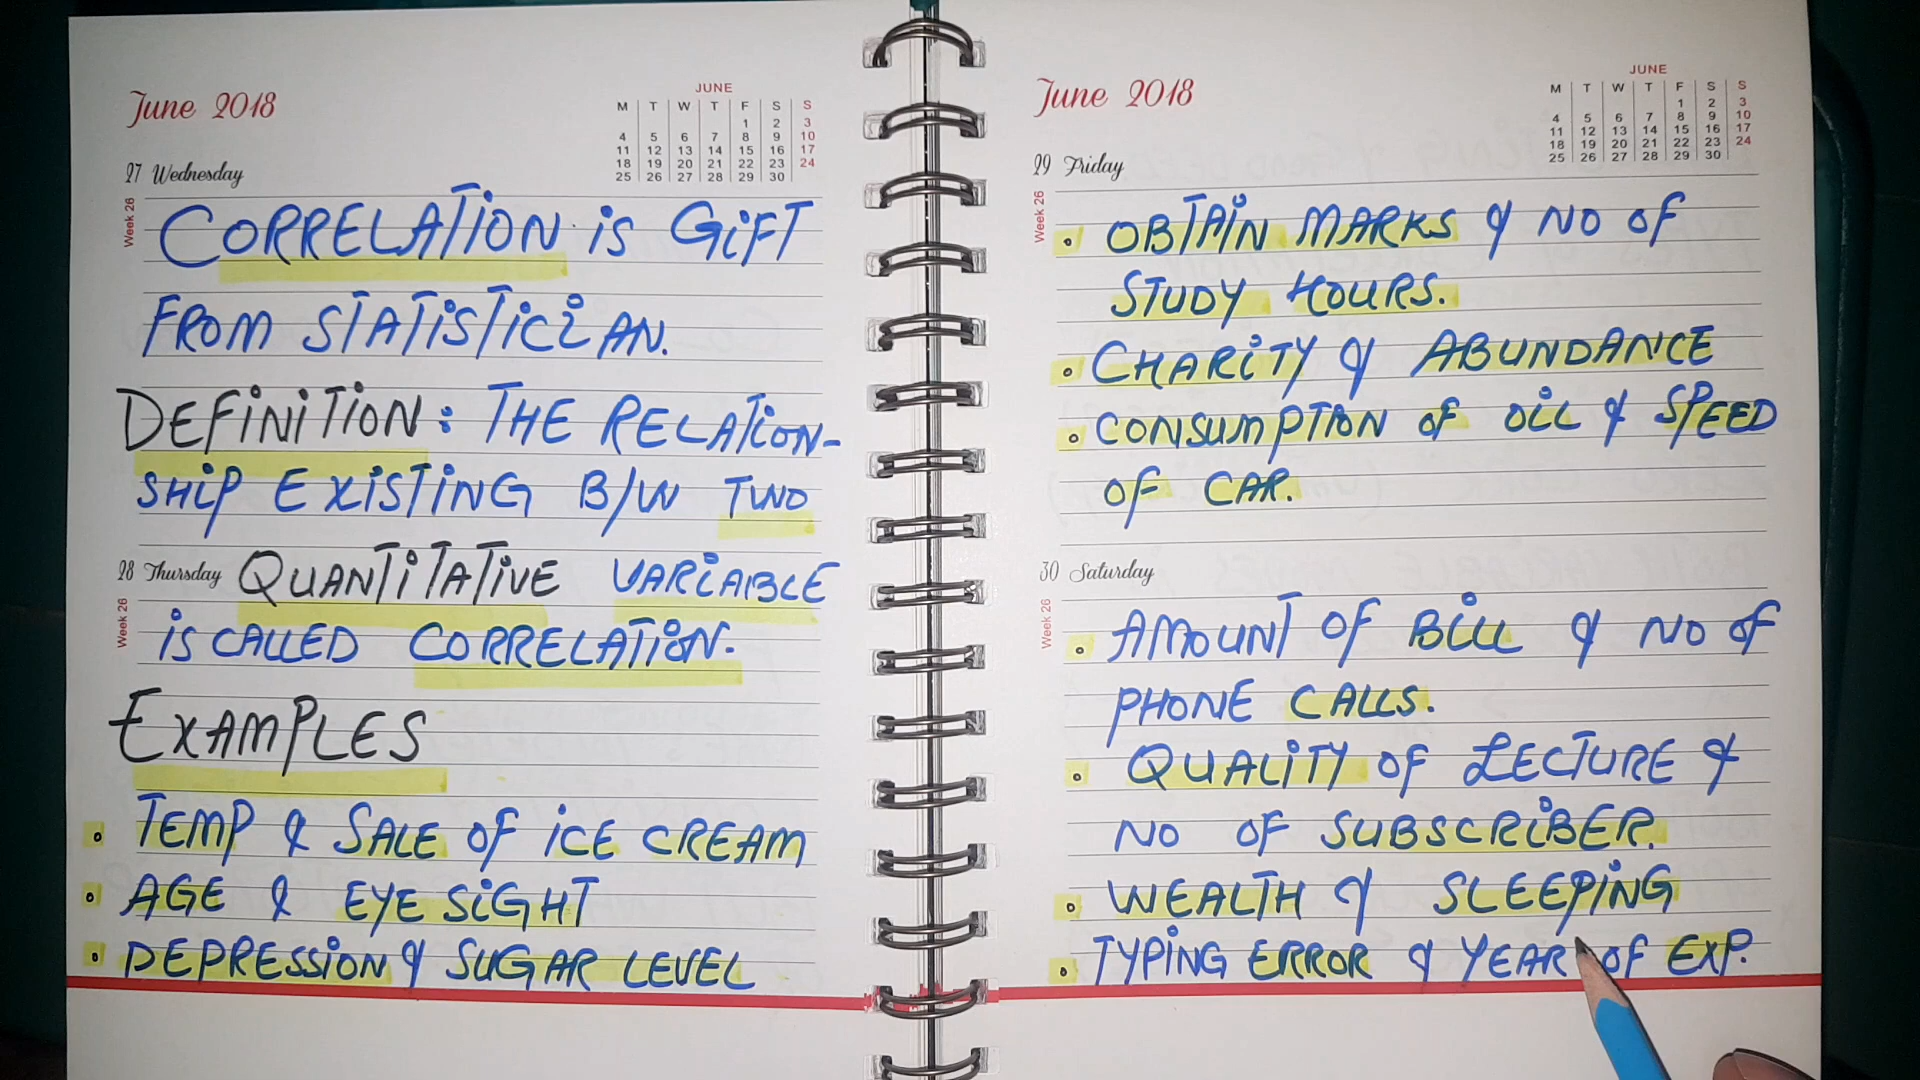 June 2018
JUNE
M T W T F S S
1 2 3
4 5 6 7 8 9 10
11 12 13 14 15 16 17
18 19 20 21 22 23 24
25 26 27 28 29 30
27 Wednesday
Week 26
CORRELATION is GiFT
FROM STATiSTiCiAN.
DEFiNiTiON : THE RELATiON-
SHiP EXiSTiNG B/W TWO
28 Thursday QUANTiTATiVE VARiABLE
Week 26
iS CALLED CORRELATiON.
EXAMPLES
TEMP & SALE OF iCE CREAM
AGE & EYE SiGHT
DEPRESSiON & SUGAR LEVEL
June 2018
JUNE
M T W T F S S
1 2 3
4 5 6 7 8 9 10
11 12 13 14 15 16 17
18 19 20 21 22 23 24
25 26 27 28 29 30
29 Friday
Week 26
OBTAiN MARKS & NO OF
STUDY HOURS.
CHARiTY & ABUNDANCE
CONSUMPTION OF OiL & SPEED
OF CAR.
30 Saturday
Week 26
AMOUNT OF BiLL & NO OF
PHONE CALLS.
QUALiTY OF LECTURE &
NO OF SUBSCRiBER.
WEALTH & SLEEPiNG
TYPiNG ERROR & YEAR OF EXP.